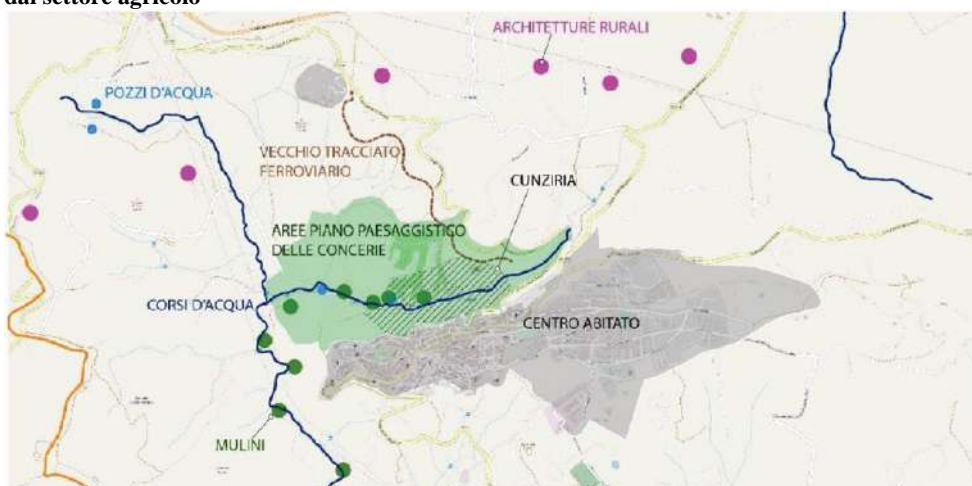 dal settore agricolo
ARCHITETTURE RURALI
POZZI D'ACQUA
VECCHIO TRACCIATO
FERROVIARIO
CUNZIRIA
AREE PIANO PAESAGGISTICO
DELLE CONCERIE
CORSI D'ACQUA
CENTRO ABITATO
MULINI